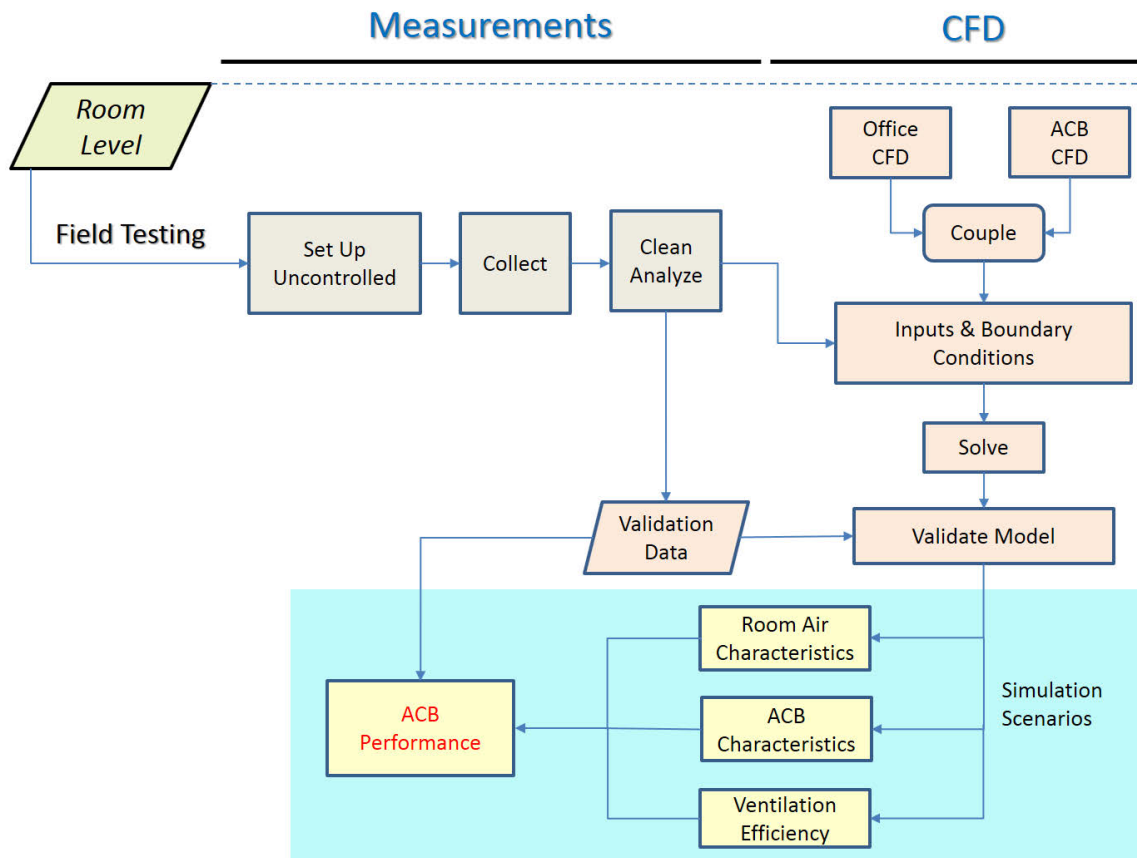 Measurements
CFD
Room
Level
Office
CFD
ACB
CFD
Field Testing
Set Up
Uncontrolled
Collect
Clean
Analyze
Couple
Inputs & Boundary
Conditions
Solve
Validation
Data
Validate Model
Room Air
Characteristics
ACB
Performance
ACB
Characteristics
Simulation
Scenarios
Ventilation
Efficiency